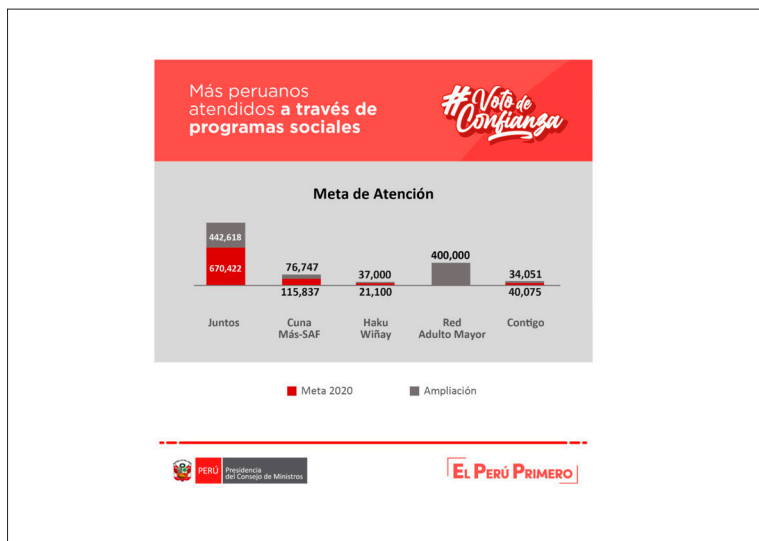 Más peruanos
atendidos a través de
programas sociales
#Voto de
Confianza
Meta de Atención
442,618
670,422
76,747
115,837
37,000
21,100
400,000
34,051
40,075
Juntos
Cuna
Más-SAF
Haku
Wiñay
Red
Adulto Mayor
Contigo
Meta 2020
Ampliación
PERÚ
Presidencia
del Consejo de Ministros
EL PERÚ PRIMERO